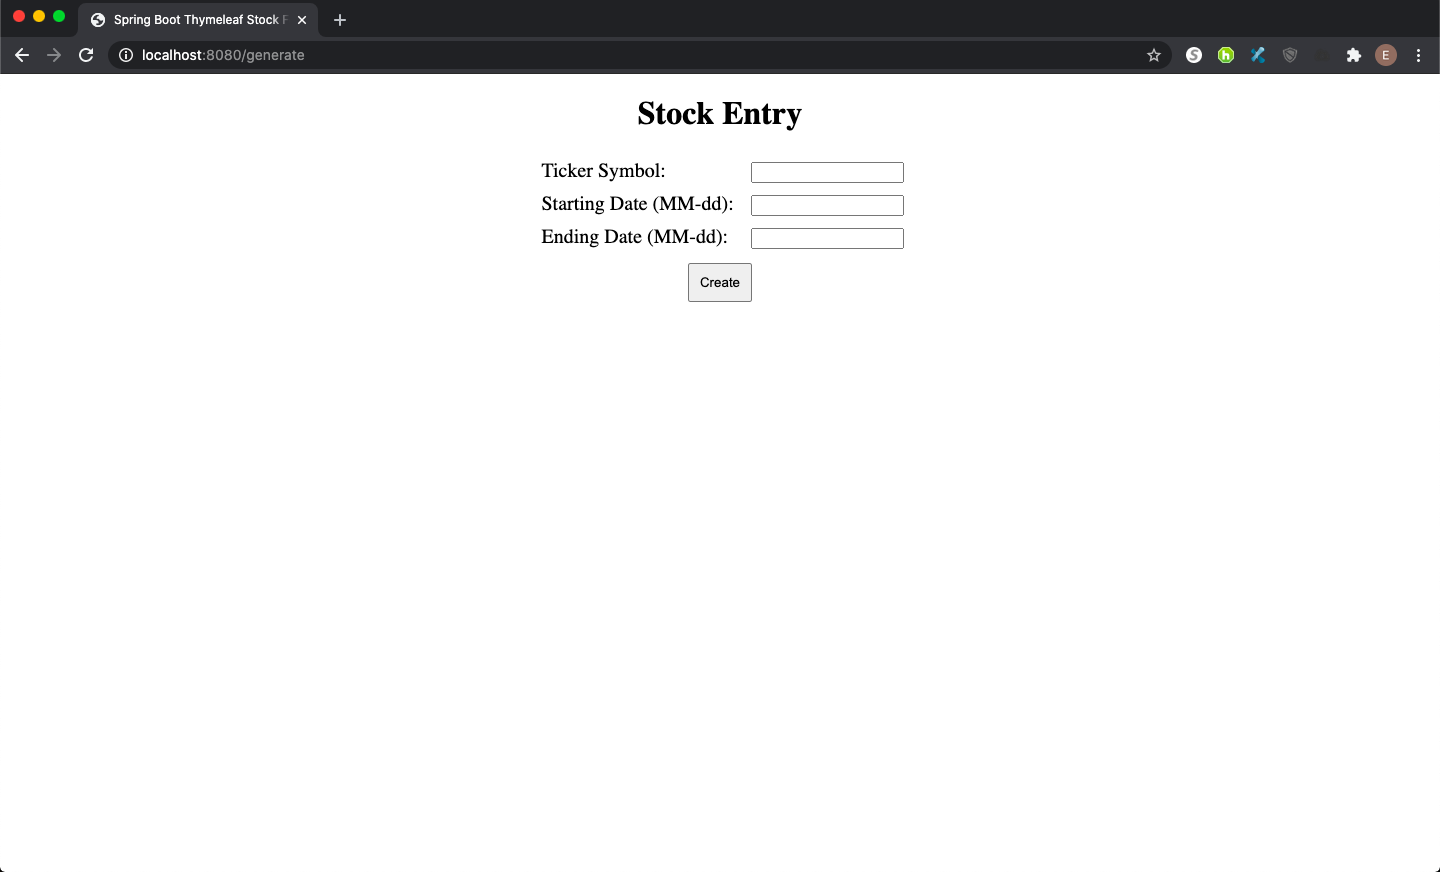 Spring Boot Thymeleaf Stock F
localhost:8080/generate
S
h
E
Stock Entry
Ticker Symbol:
Starting Date (MM-dd):
Ending Date (MM-dd):
Create